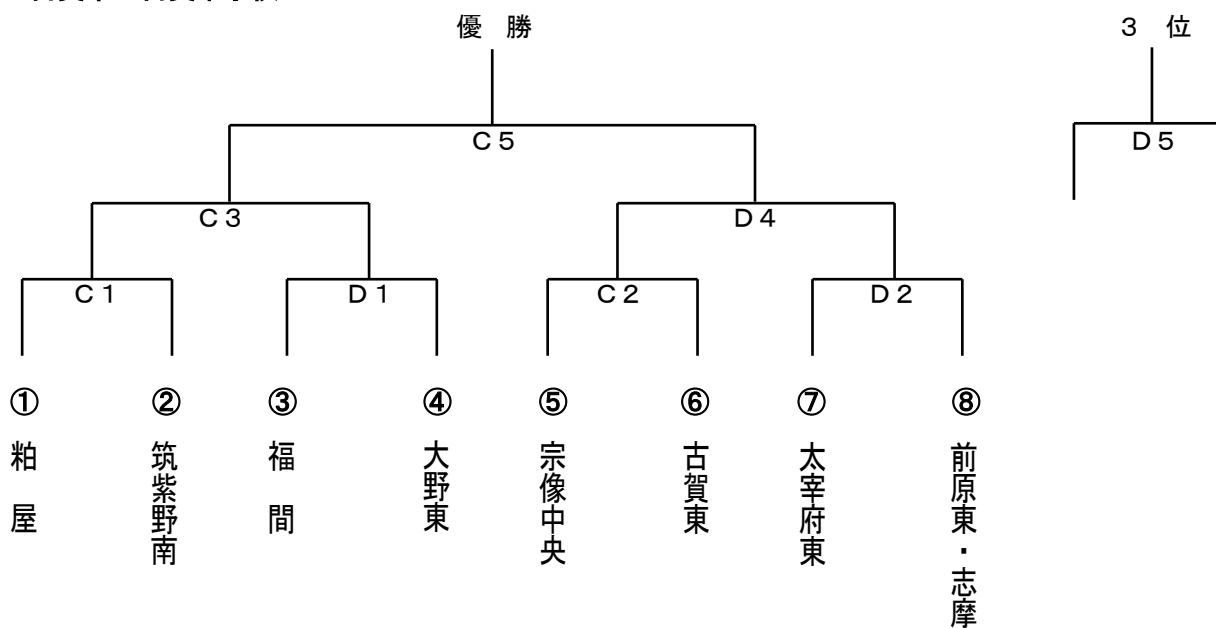 優　勝
３　位
Ｃ５
Ｄ５
Ｃ３
Ｄ４
Ｃ１
Ｄ１
Ｃ２
Ｄ２
①
②
③
④
⑤
⑥
⑦
⑧
粕　屋
筑紫野南
福　間
大野東
宗像中央
古賀東
太宰府東
前原東・志摩